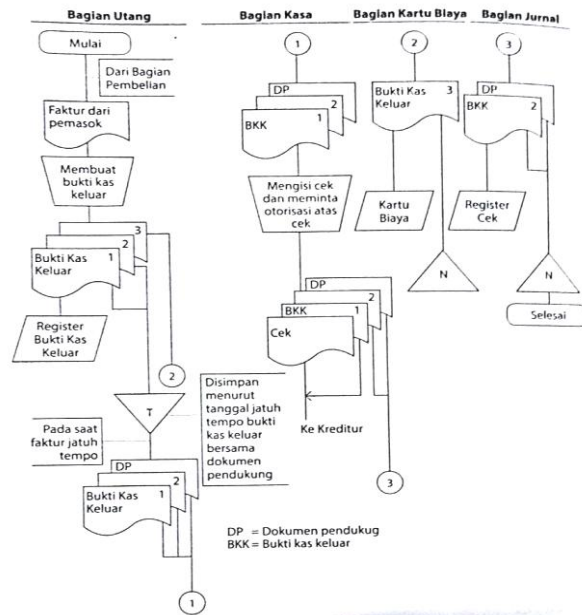 Bagian Utang
Mulai
Dari Bagian
Pembelian
Faktur dari
pemasok
Membuat
bukti kas
keluar
3
2
Bukti Kas 1
Keluar
Register
Bukti Kas
Keluar
2
T
Disimpan
menurut
tanggal jatuh
tempo bukti
kas keluar
bersama
dokumen
pendukung
Pada saat
faktur jatuh
tempo
DP
2
Bukti Kas 1
Keluar
1
Bagian Kasa
1
DP
2
1
BKK
Mengisi cek
dan meminta
otorisasi atas
cek
DP
2
BKK 1
Cek
Ke Kreditur
3
DP = Dokumen pendukug
BKK = Bukti kas keluar
Bagian Kartu Biaya
2
Bukti Kas 3
Keluar
Kartu
Biaya
N
Bagian Jurnal
3
DP
BKK 2
Register
Cek
N
Selesai